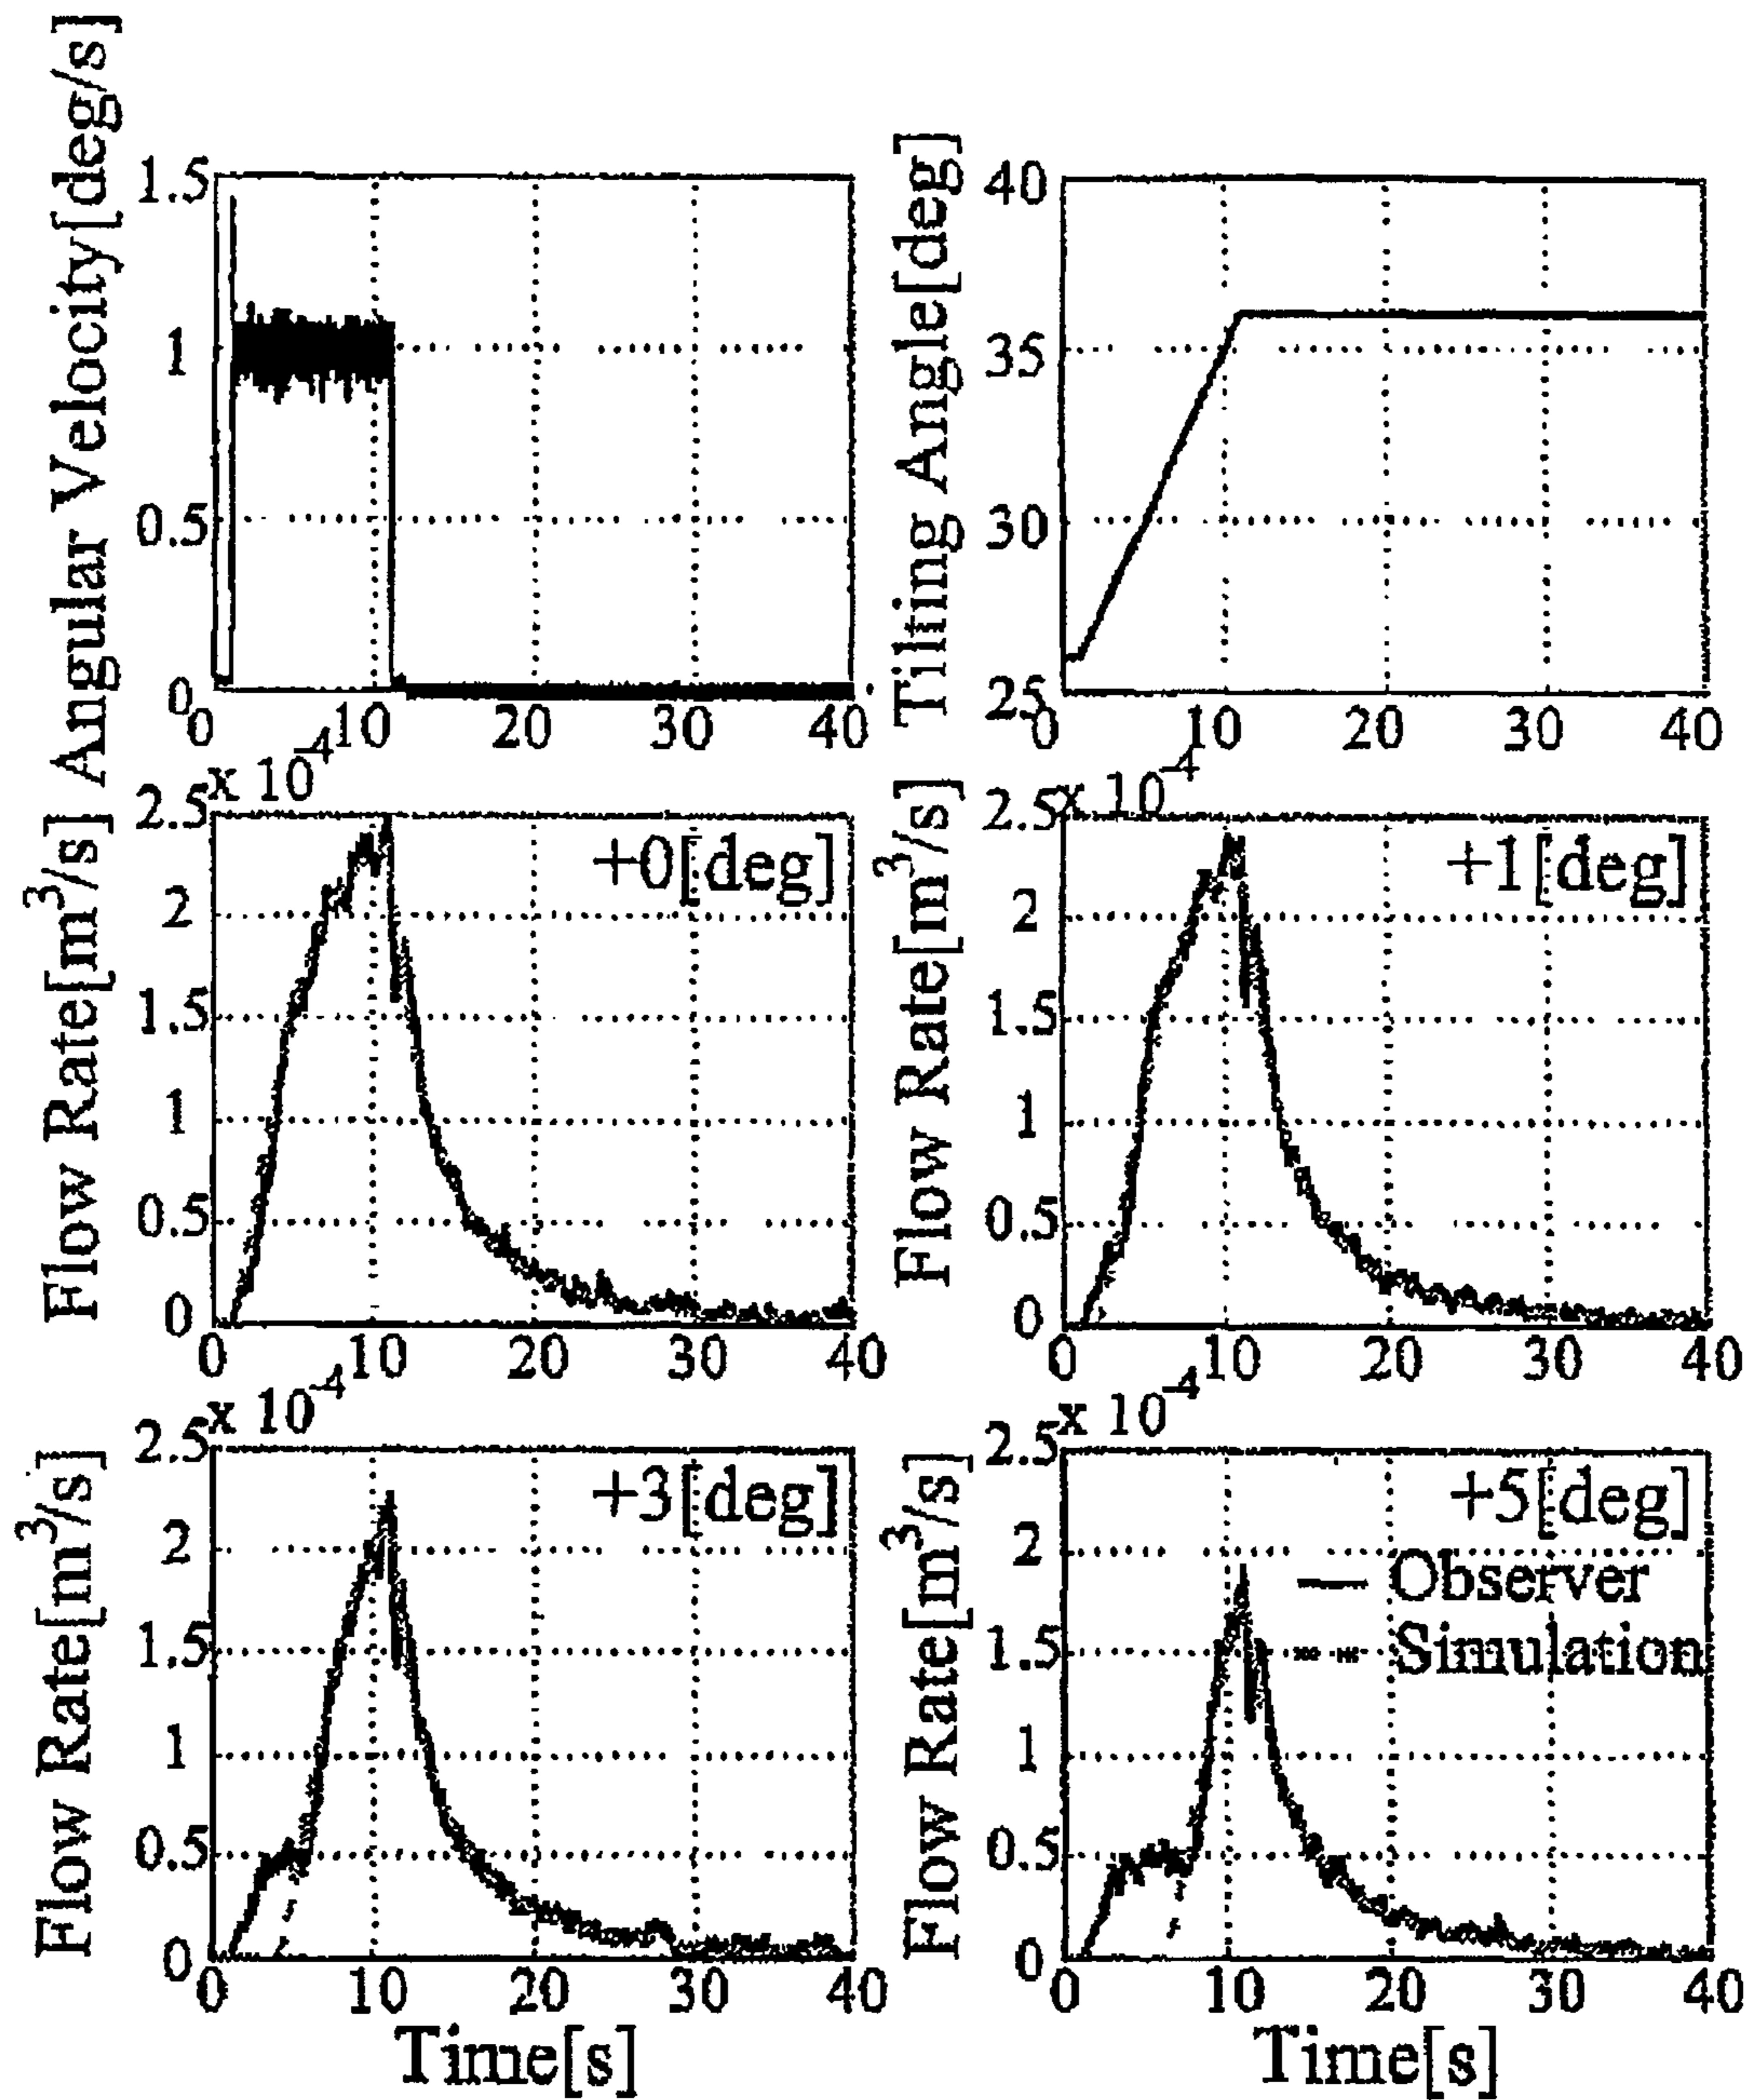 Angular Velocity[deg/s]
1.5
1
0.5
0
0 10 20 30 40
Tilting Angle[deg]
40
35
30
25
0 10 20 30 40
Flow Rate[m³/s]
x 10⁻⁴
2.5
2
1.5
1
0.5
0
+0[deg]
0 10 20 30 40
Flow Rate[m³/s]
x 10⁻⁴
2.5
2
1.5
1
0.5
0
+1[deg]
0 10 20 30 40
Flow Rate[m³/s]
x 10⁻⁴
2.5
2
1.5
1
0.5
0
+3[deg]
0 10 20 30 40
Time[s]
Flow Rate[m³/s]
x 10⁻⁴
2.5
2
1.5
1
0.5
0
+5[deg]
Observer
Simulation
0 10 20 30 40
Time[s]